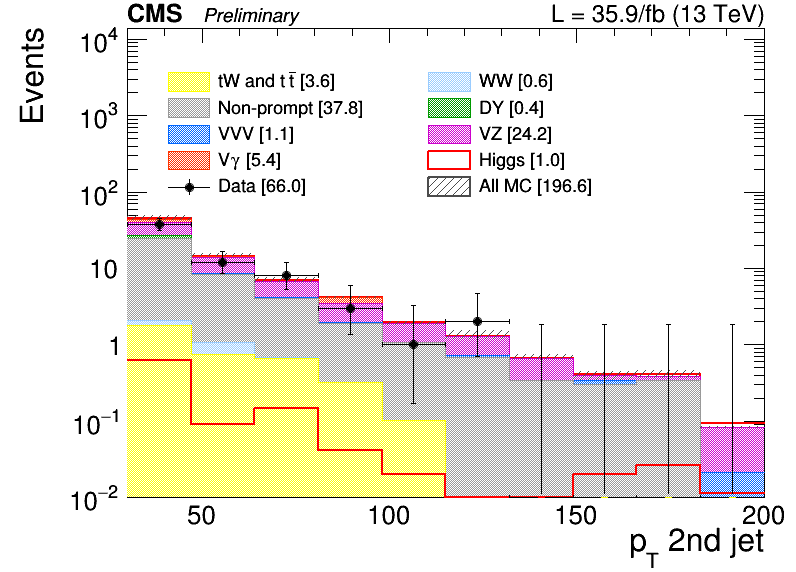 CMS Preliminary L = 35.9/fb (13 TeV)
Events
10⁴
10³
10²
10
1
10⁻¹
10⁻²
tW and t t̄ [3.6] WW [0.6]
Non-prompt [37.8] DY [0.4]
VVV [1.1] VZ [24.2]
Vγ [5.4] Higgs [1.0]
Data [66.0] All MC [196.6]
50 100 150 200
p_T 2nd jet